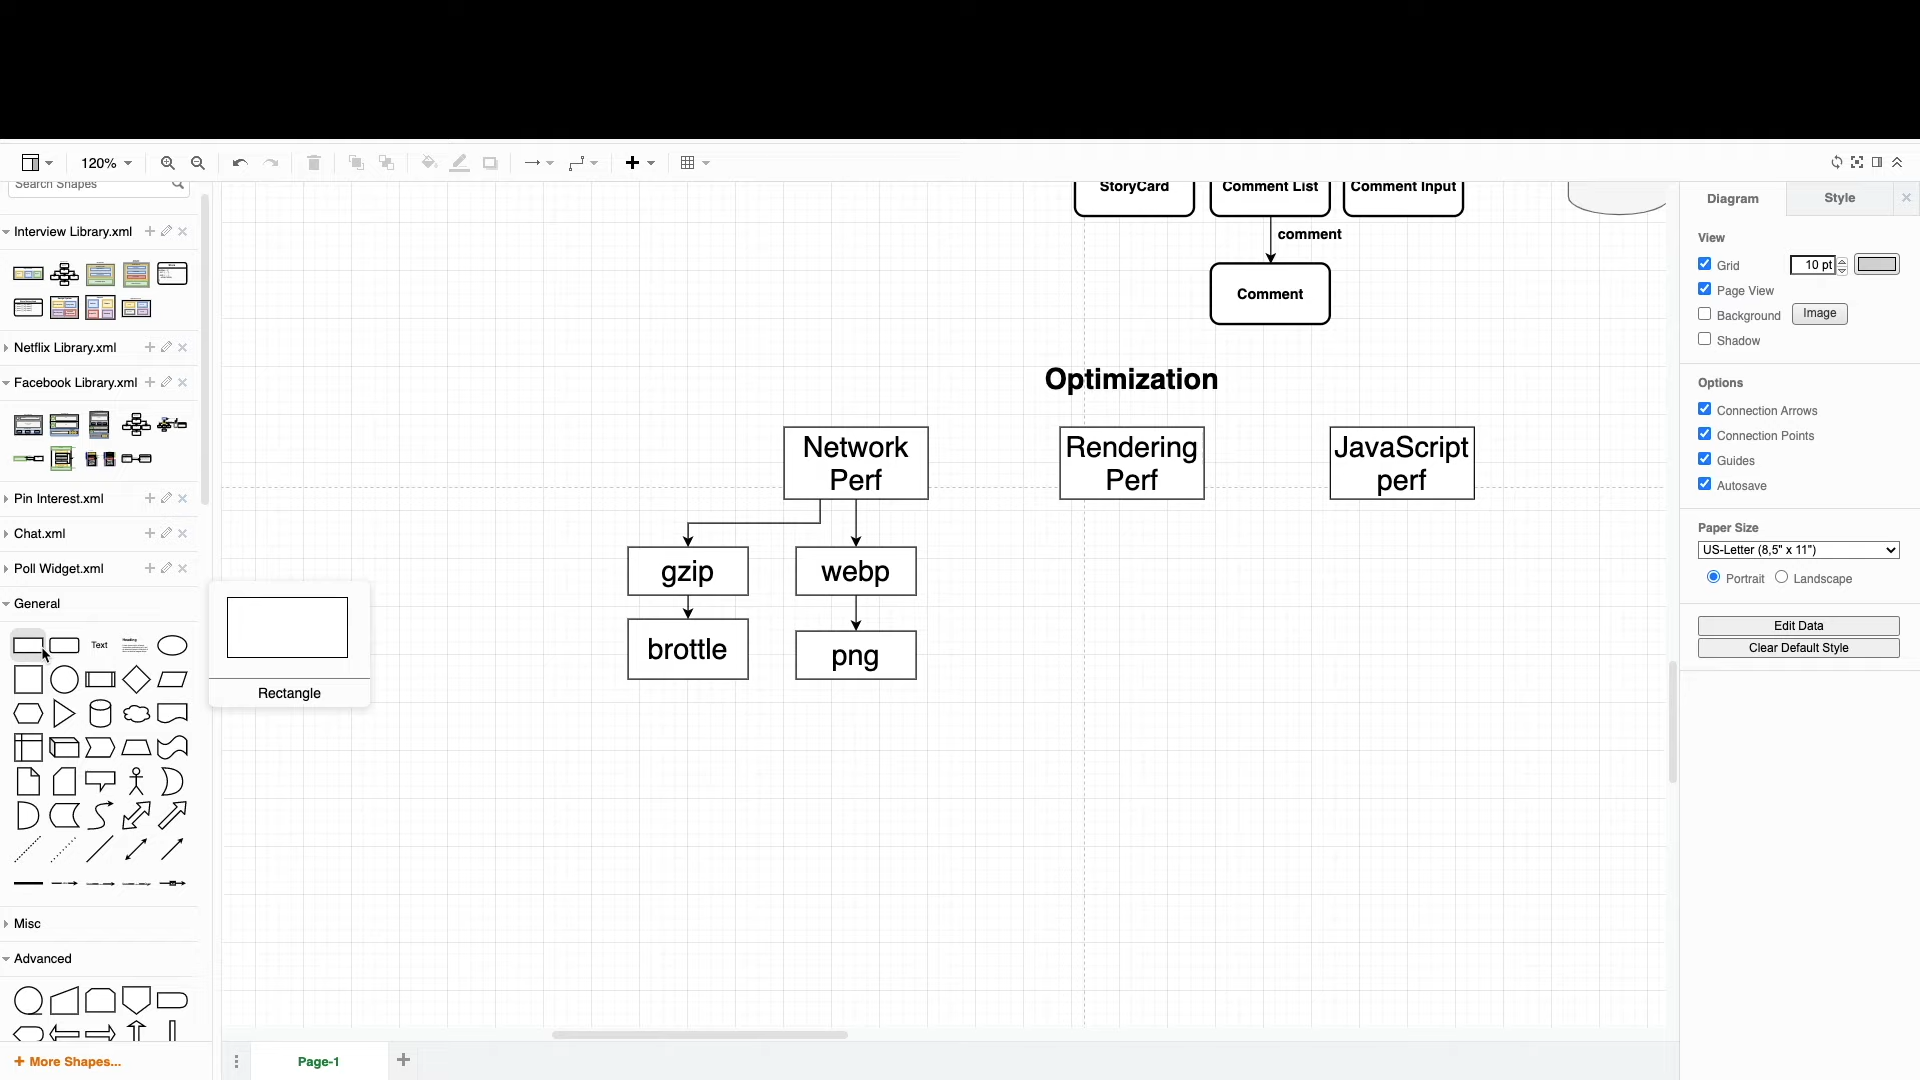 120%
Search Shapes
Interview Library.xml
Netflix Library.xml
Facebook Library.xml
Pin Interest.xml
Chat.xml
Poll Widget.xml
General
Text
Heading
Rectangle
Misc
Advanced
+ More Shapes...
StoryCard
Comment List
Comment Input
comment
Comment
Optimization
Network
Perf
Rendering
Perf
JavaScript
perf
gzip
webp
brottle
png
Page-1
Diagram
Style
View
Grid
10 pt
Page View
Background
Image
Shadow
Options
Connection Arrows
Connection Points
Guides
Autosave
Paper Size
US-Letter (8,5" x 11")
Portrait
Landscape
Edit Data
Clear Default Style